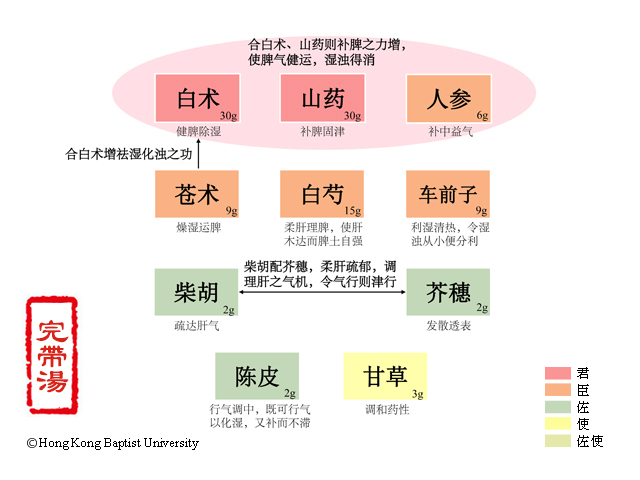 合白术、山药则补脾之力增，
使脾气健运，湿浊得消
白术
30g
山药
30g
人参
6g
健脾除湿
补脾固津
补中益气
合白术增祛湿化浊之功
苍术
9g
白芍
15g
车前子
9g
燥湿运脾
柔肝理脾，使肝
木达而脾土自强
利湿清热，令湿
浊从小便分利
柴胡
2g
柴胡配芥穗，柔肝疏郁，调
理肝之气机，令气行则津行
芥穗
2g
疏达肝气
发散透表
完帶湯
陈皮
2g
甘草
3g
行气调中，既可行气
以化湿，又补而不滞
调和药性
君
臣
佐
使
佐使
©Hong Kong Baptist University